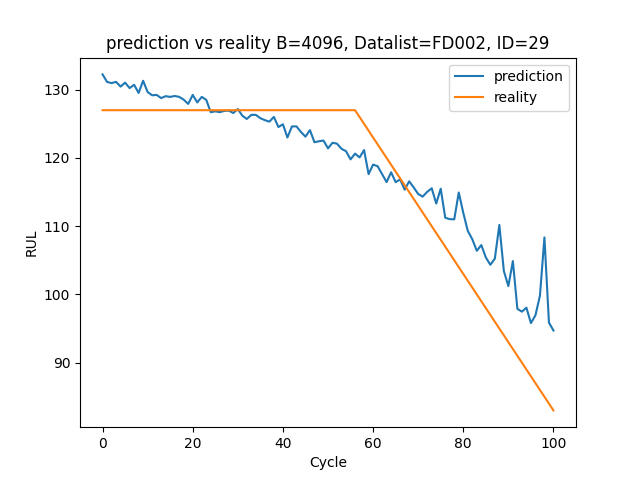 prediction vs reality B=4096, Datalist=FD002, ID=29
prediction
reality
130
120
110
100
90
RUL
0 20 40 60 80 100
Cycle